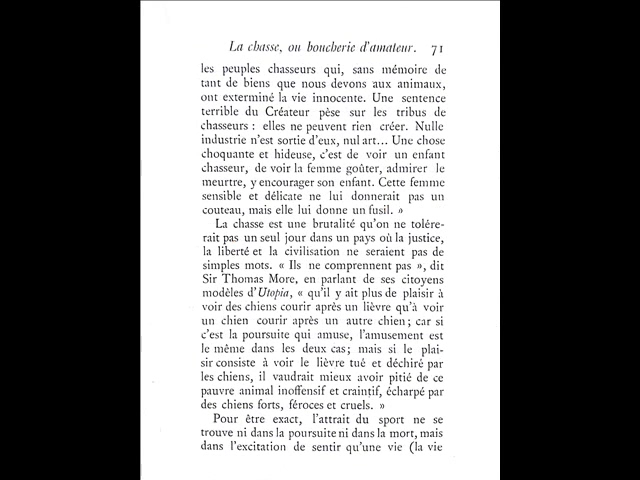 La chasse, ou boucherie d'amateur. 71
les peuples chasseurs qui, sans mémoire de
tant de biens que nous devons aux animaux,
ont exterminé la vie innocente. Une sentence
terrible du Créateur pèse sur les tribus de
chasseurs : elles ne peuvent rien créer. Nulle
industrie n'est sortie d'eux, nul art... Une chose
choquante et hideuse, c'est de voir un enfant
chasseur, de voir la femme goûter, admirer le
meurtre, y encourager son enfant. Cette femme
sensible et délicate ne lui donnerait pas un
couteau, mais elle lui donne un fusil. »
La chasse est une brutalité qu'on ne tolére-
rait pas un seul jour dans un pays où la justice,
la liberté et la civilisation ne seraient pas de
simples mots. « Ils ne comprennent pas », dit
Sir Thomas More, en parlant de ses citoyens
modèles d'Utopia, « qu'il y ait plus de plaisir à
voir des chiens courir après un lièvre qu'à voir
un chien courir après un autre chien ; car si
c'est la poursuite qui amuse, l'amusement est
le même dans les deux cas ; mais si le plai-
sir consiste à voir le lièvre tué et déchiré par
les chiens, il vaudrait mieux avoir pitié de ce
pauvre animal inoffensif et craintif, écharpé par
des chiens forts, féroces et cruels. »
Pour être exact, l'attrait du sport ne se
trouve ni dans la poursuite ni dans la mort, mais
dans l'excitation de sentir qu'une vie (la vie